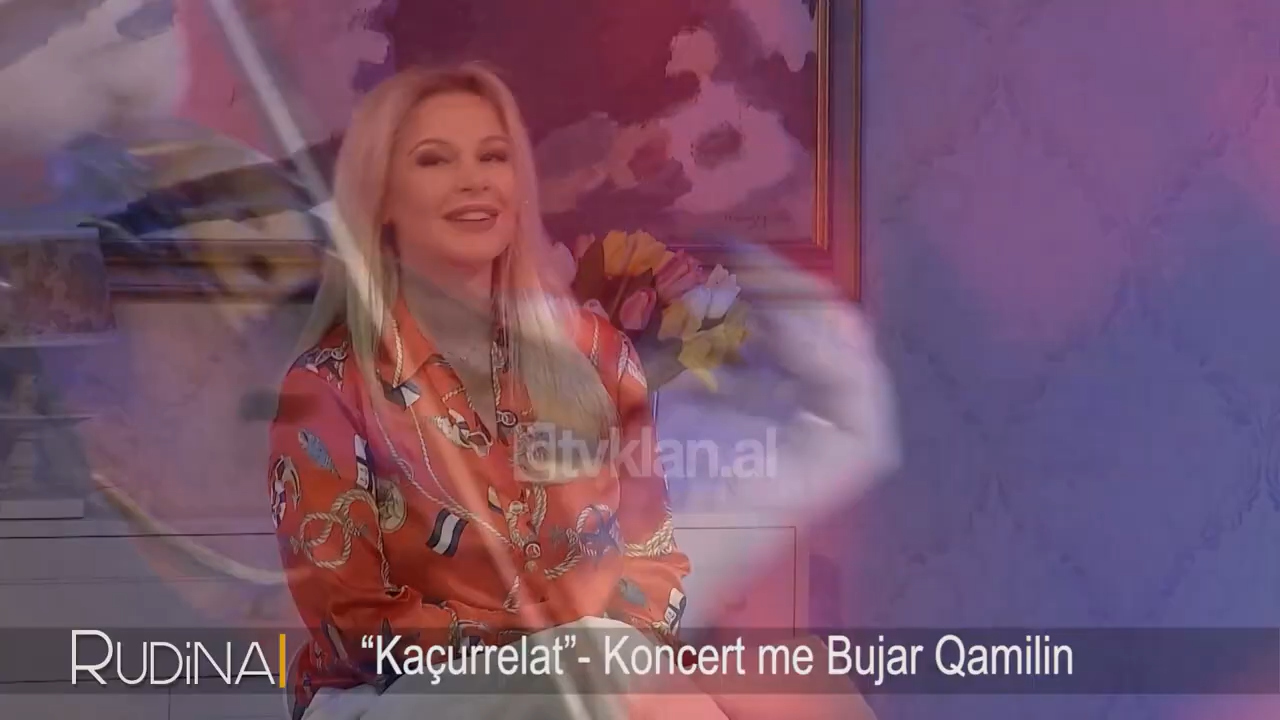 tvklan.al
RUDINA
“Kaçurrelat”- Koncert me Bujar Qamilin